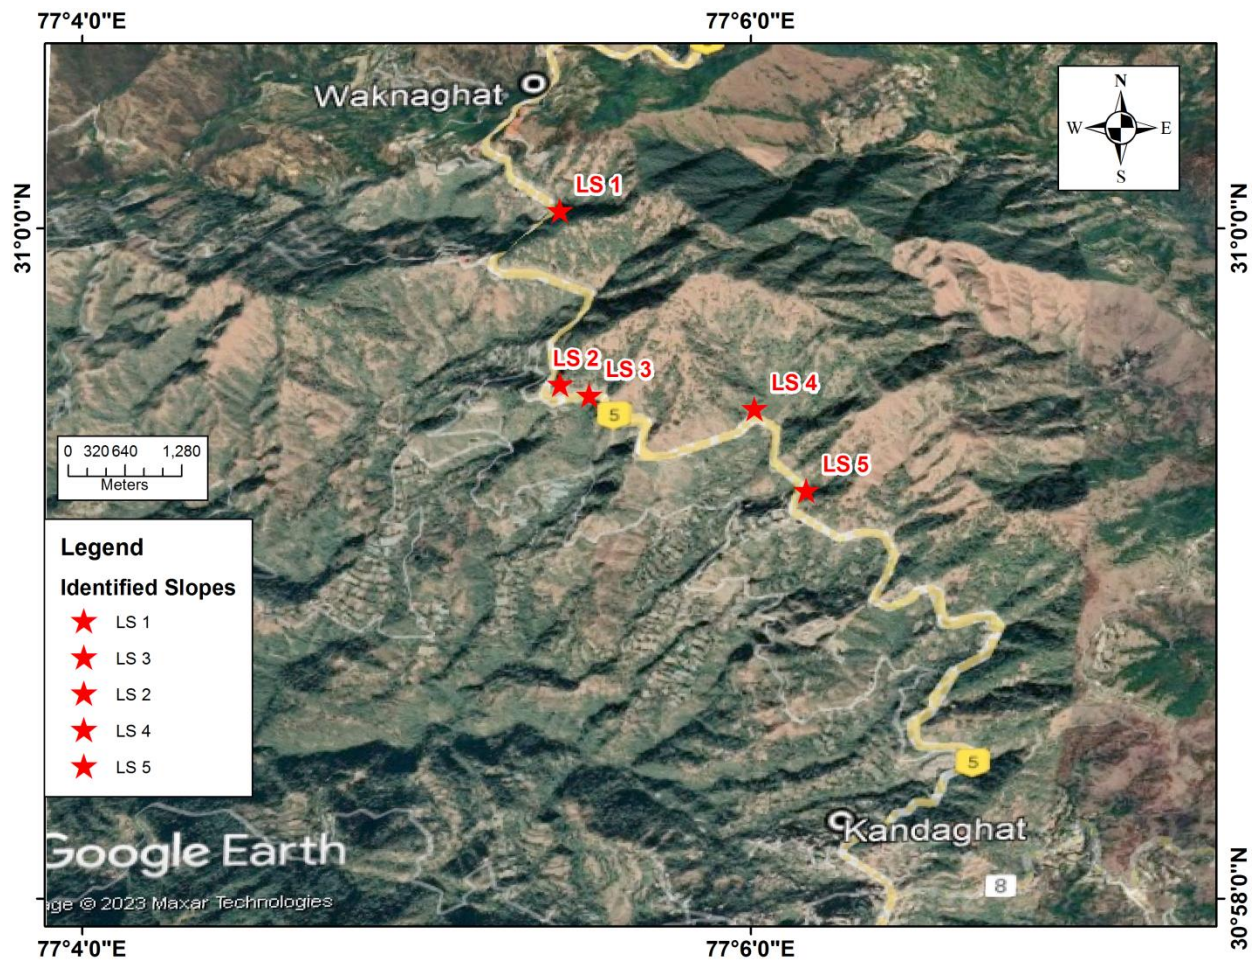 77°4'0"E
77°6'0"E
Waknaghat
N
W
E
S
LS 1
31°0'0"N
31°0'0"N
LS 2
LS 3
LS 4
5
0 320 640 1,280
Meters
LS 5
Legend
Identified Slopes
LS 1
LS 3
LS 2
LS 4
LS 5
5
Kandaghat
Google Earth
8
age © 2023 Maxar Technologies
30°58'0"N
77°4'0"E
77°6'0"E